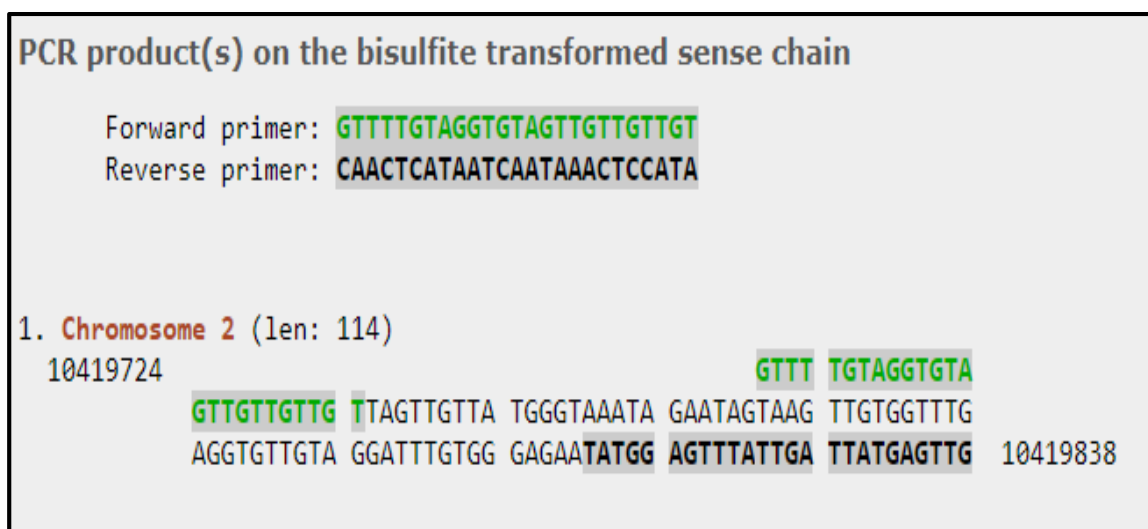 PCR product(s) on the bisulfite transformed sense chain
Forward primer: GTTTTGTAGGTGTAGTTGTTGTTGT
Reverse primer: CAACTCATAATCAATAAACTCCATA
1. Chromosome 2 (len: 114)
10419724 GTTT TGTAGGTGTA
GTTGTTGTTG TTAGTTGTTA TGGGTAAATA GAATAGTAAG TTGTGGTTTG
AGGTGTTGTA GGATTTGTGG GAGAATATGG AGTTTATTGA TTATGAGTTG 10419838